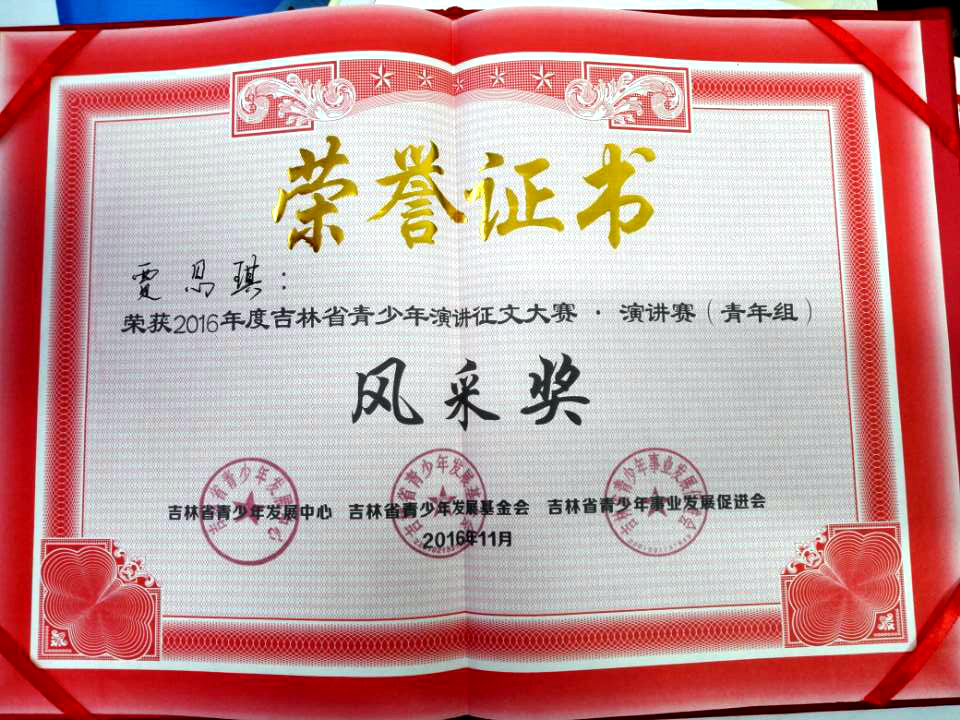 荣誉证书
贾思琪：
荣获2016年度吉林省青少年演讲征文大赛·演讲赛（青年组）
风采奖
吉林省青少年发展中心 吉林省青少年发展基金会 吉林省青少年事业发展促进会
2016年11月